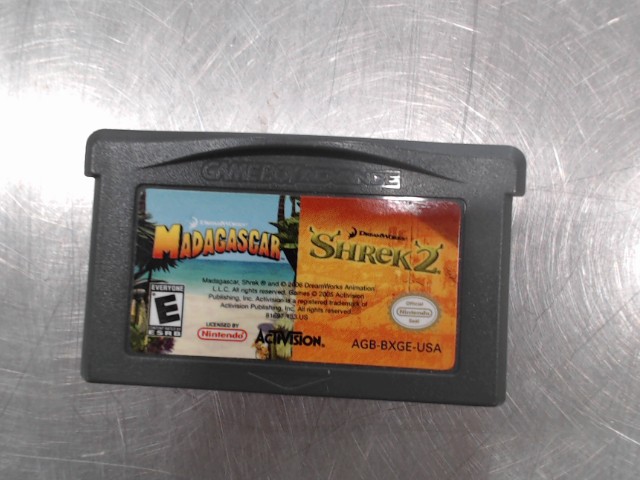 GAME BOY ADVANCE
DREAMWORKS
MADAGASCAR
DREAMWORKS
SHREK 2
Madagascar, Shrek ® and © 2006 DreamWorks Animation
L.L.C. All rights reserved. Games © 2005 Activision
Publishing, Inc. Activision is a registered trademark of
Activision Publishing, Inc. All rights reserved.
EVERYONE
E
ESRB
LICENSED BY
Nintendo
ACTIVISION.
Official
Nintendo
Seal
AGB-BXGE-USA